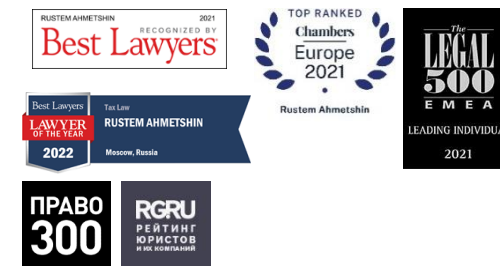 RUSTEM AHMETSHIN 2021
RECOGNIZED BY
Best Lawyers
TOP RANKED
Chambers
Europe
2021
Rustem Ahmetshin
The
LEGAL
500
EMEA
LEADING INDIVIDUA
2021
Best Lawyers
LAWYER
OF THE YEAR
2022
Tax Law
RUSTEM AHMETSHIN
Moscow, Russia
ПРАВО
300
RGRU
РЕЙТИНГ
ЮРИСТОВ
И ИХ КОМПАНИЙ